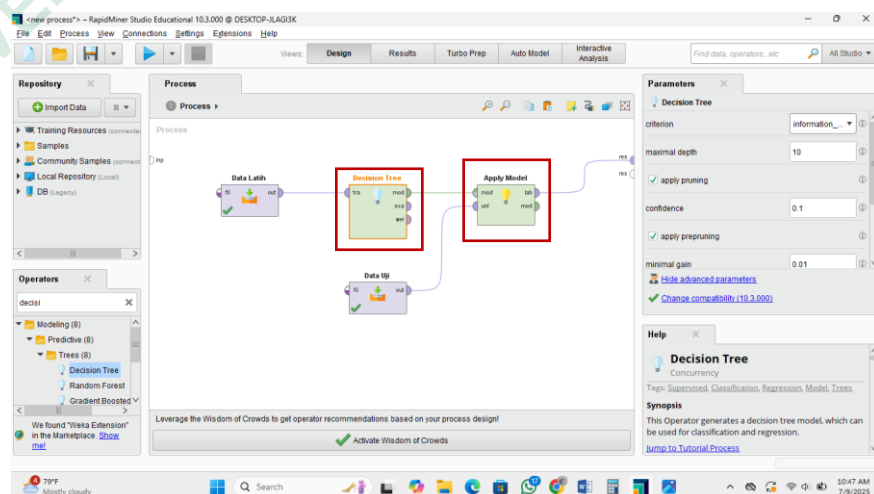 <new process*> – RapidMiner Studio Educational 10.3.000 @ DESKTOP-JLAGI3K
File Edit Process View Connections Settings Extensions Help
Views: Design Results Turbo Prep Auto Model Interactive Analysis
Find data, operators...etc All Studio
Repository
Import Data
Training Resources (connected
Samples
Community Samples (connect
Local Repository (Local)
DB (Legacy)
Operators
decisi
Modeling (8)
Predictive (8)
Trees (8)
Decision Tree
Random Forest
Gradient Boosted
We found "Weka Extension"
in the Marketplace. Show
me!
Process
Process
Process
inp
res
res
Data Latih
fil out
Decision Tree
tra mod
exa
wei
Apply Model
mod lab
unl mod
Data Uji
fil out
Leverage the Wisdom of Crowds to get operator recommendations based on your process design!
Activate Wisdom of Crowds
Parameters
Decision Tree
criterion information_...
maximal depth 10
apply pruning
confidence 0.1
apply prepruning
minimal gain 0.01
Hide advanced parameters
Change compatibility (10.3.000)
Help
Decision Tree
Concurrency
Tags: Supervised, Classification, Regression, Model, Trees
Synopsis
This Operator generates a decision tree model, which can
be used for classification and regression.
Jump to Tutorial Process
4
79°F
Mostly cloudy
Search
10:47 AM
7/9/2025